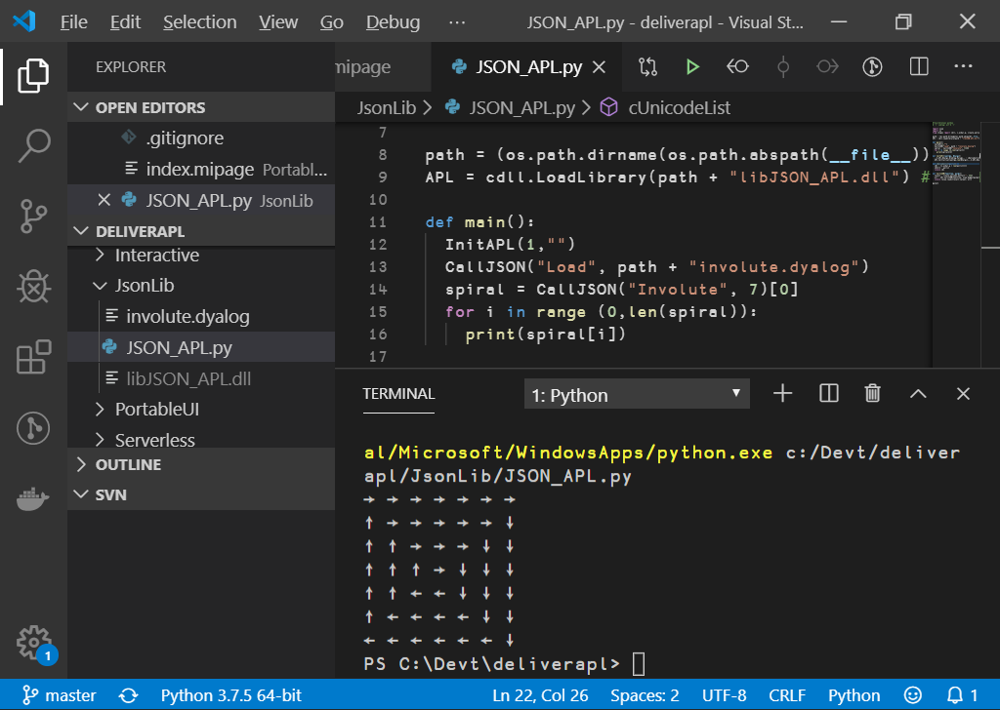 File Edit Selection View Go Debug ··· JSON_APL.py - deliverapl - Visual St...
EXPLORER
OPEN EDITORS
.gitignore
index.mipage Portabl...
JSON_APL.py JsonLib
DELIVERAPL
Interactive
JsonLib
involute.dyalog
JSON_APL.py
libJSON_APL.dll
PortableUI
Serverless
OUTLINE
SVN
1
mipage JSON_APL.py
JsonLib > JSON_APL.py > cUnicodeList
7
8 path = (os.path.dirname(os.path.abspath(__file__))
9 APL = cdll.LoadLibrary(path + "libJSON_APL.dll") #
10
11 def main():
12 InitAPL(1,"")
13 CallJSON("Load", path + "involute.dyalog")
14 spiral = CallJSON("Involute", 7)[0]
15 for i in range (0,len(spiral)):
16 print(spiral[i])
17
TERMINAL 1: Python
al/Microsoft/WindowsApps/python.exe c:/Devt/deliver
apl/JsonLib/JSON_APL.py
→ → → → → → →
↑ → → → → → ↓
↑ ↑ → → → ↓ ↓
↑ ↑ ↑ → ↓ ↓ ↓
↑ ↑ ← ← ↓ ↓ ↓
↑ ← ← ← ← ↓ ↓
← ← ← ← ← ← ↓
PS C:\Devt\deliverapl>
master Python 3.7.5 64-bit Ln 22, Col 26 Spaces: 2 UTF-8 CRLF Python 1